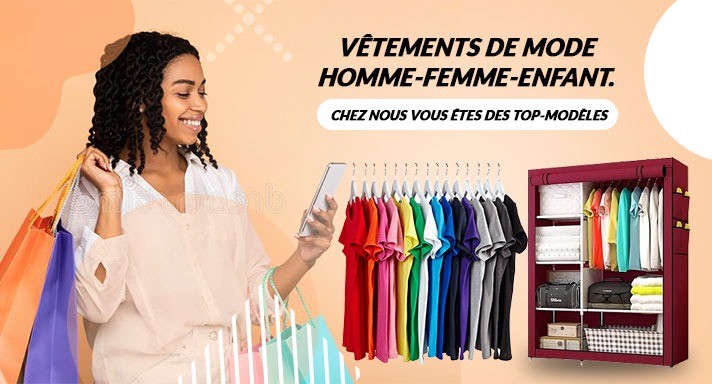 VÊTEMENTS DE MODE
HOMME-FEMME-ENFANT.
CHEZ NOUS VOUS ÊTES DES TOP-MODÈLES